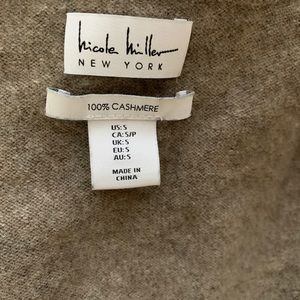 nicole miller
NEW YORK
100% CASHMERE
US:S
CA:S/P
UK:S
EU:S
AU:S
MADE IN
CHINA